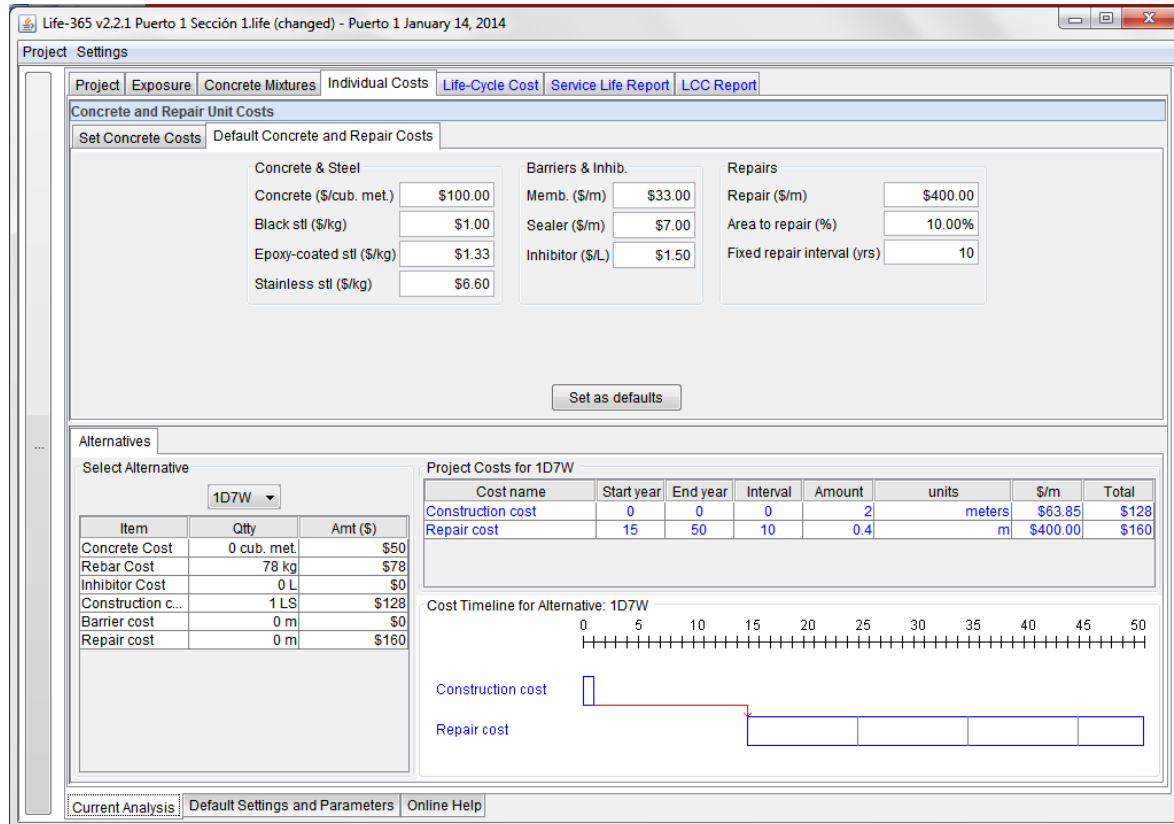 Life-365 v2.2.1 Puerto 1 Sección 1.life (changed) - Puerto 1 January 14, 2014
Project Settings
Project Exposure Concrete Mixtures Individual Costs Life-Cycle Cost Service Life Report LCC Report
Concrete and Repair Unit Costs
Set Concrete Costs Default Concrete and Repair Costs
Concrete & Steel Barriers & Inhib. Repairs
Concrete ($/cub. met.) $100.00 Memb. ($/m) $33.00 Repair ($/m) $400.00
Black stl ($/kg) $1.00 Sealer ($/m) $7.00 Area to repair (%) 10.00%
Epoxy-coated stl ($/kg) $1.33 Inhibitor ($/L) $1.50 Fixed repair interval (yrs) 10
Stainless stl ($/kg) $6.60
Set as defaults
...
Alternatives
Select Alternative
1D7W
Item Qtty Amt ($)
Concrete Cost 0 cub. met. $50
Rebar Cost 78 kg $78
Inhibitor Cost 0 L $0
Construction c... 1 LS $128
Barrier cost 0 m $0
Repair cost 0 m $160
Project Costs for 1D7W
Cost name Start year End year Interval Amount units $/m Total
Construction cost 0 0 0 2 meters $63.85 $128
Repair cost 15 50 10 0.4 m $400.00 $160
Cost Timeline for Alternative: 1D7W
0 5 10 15 20 25 30 35 40 45 50
Construction cost
Repair cost
Current Analysis Default Settings and Parameters Online Help